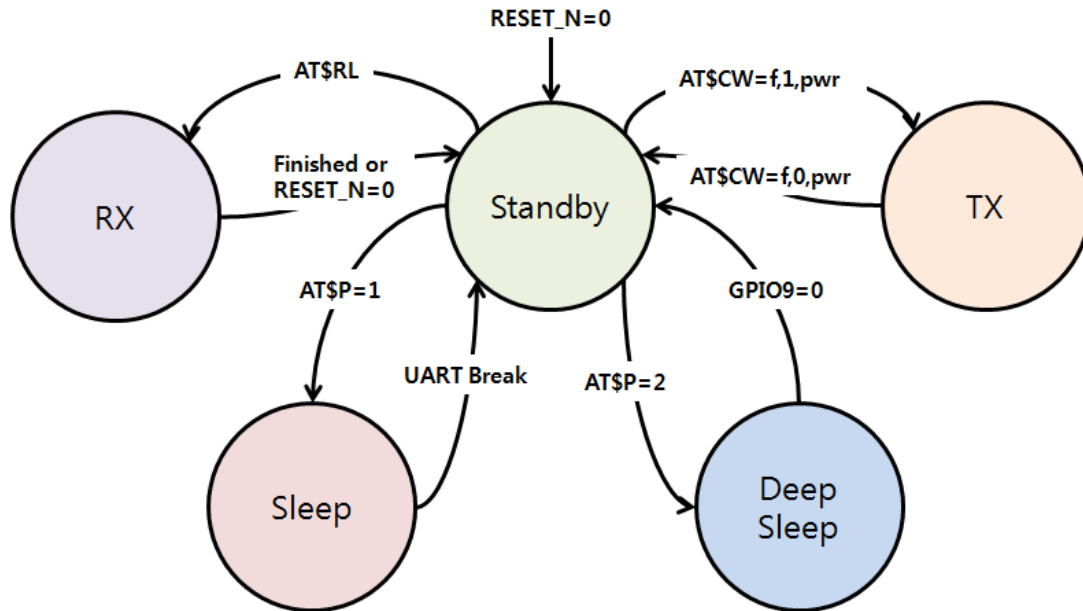 RESET_N=0
AT$RL
AT$CW=f,1,pwr
Finished or
RESET_N=0
AT$CW=f,0,pwr
RX
Standby
TX
AT$P=1
GPIO9=0
UART Break
AT$P=2
Sleep
Deep
Sleep